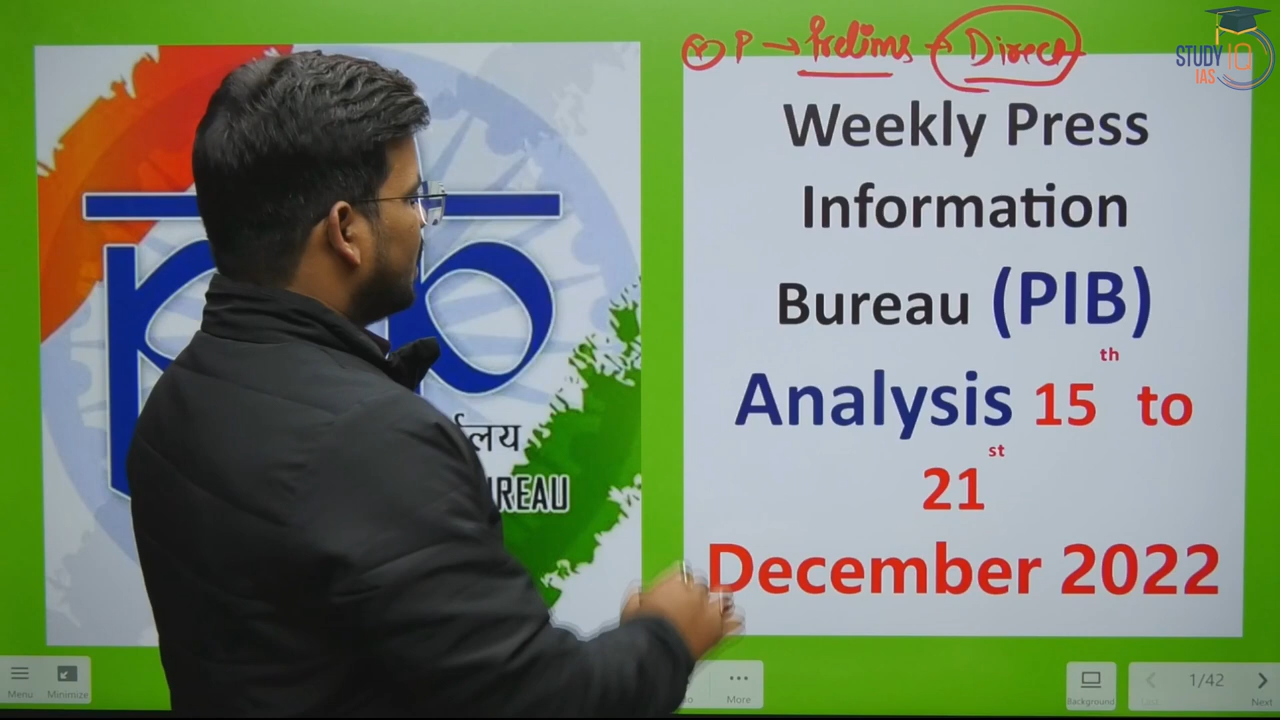 P → Prelims → Direct
STUDY IQ
IAS
Weekly Press
Information
Bureau (PIB)
Analysis 15th to
21st
December 2022
REAU
Menu
Minimize
More
Background
1/42
Next